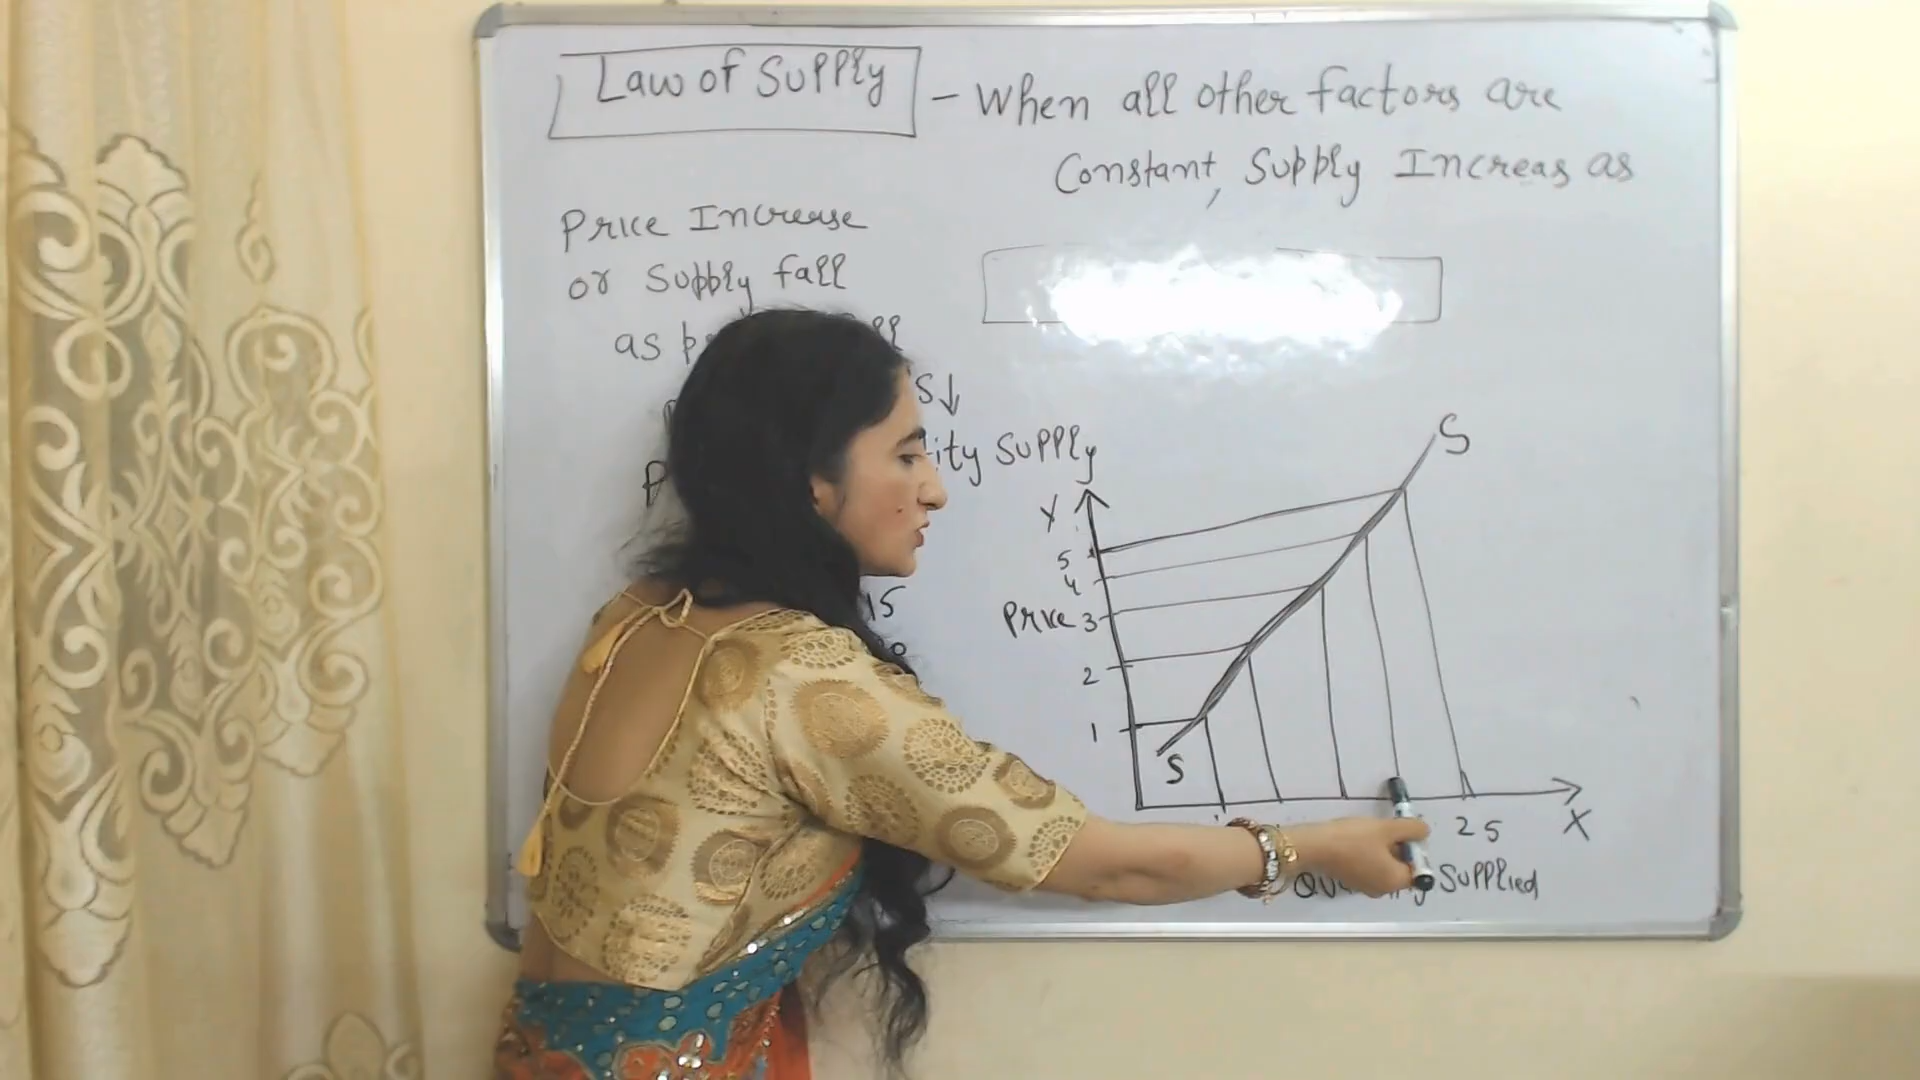 Law of Supply - When all other factors are
Constant, Supply Increas as
Price Increase
or Supply fall
as
S↓
Supply
S
Y
5
4
Price 3
2
1
S
15
25 X
Supplied